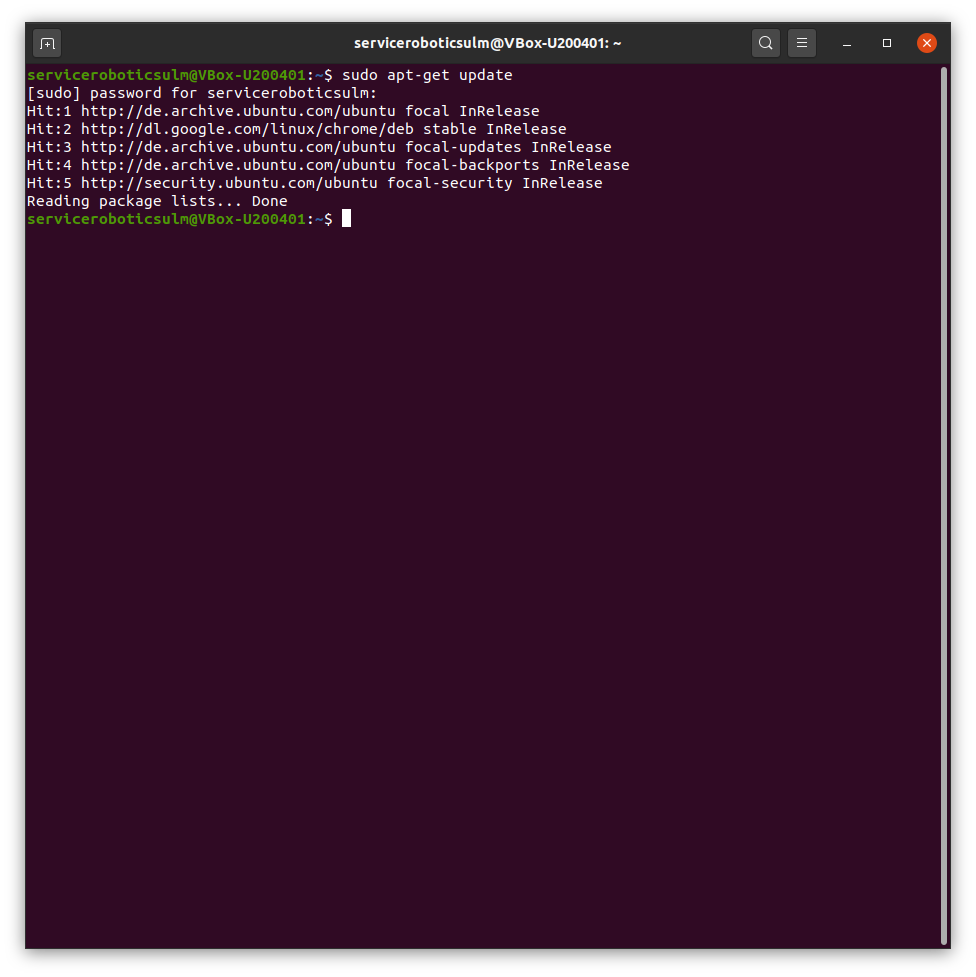 serviceroboticsulm@VBox-U200401: ~
serviceroboticsulm@VBox-U200401:~$ sudo apt-get update
[sudo] password for serviceroboticsulm:
Hit:1 http://de.archive.ubuntu.com/ubuntu focal InRelease
Hit:2 http://dl.google.com/linux/chrome/deb stable InRelease
Hit:3 http://de.archive.ubuntu.com/ubuntu focal-updates InRelease
Hit:4 http://de.archive.ubuntu.com/ubuntu focal-backports InRelease
Hit:5 http://security.ubuntu.com/ubuntu focal-security InRelease
Reading package lists... Done
serviceroboticsulm@VBox-U200401:~$